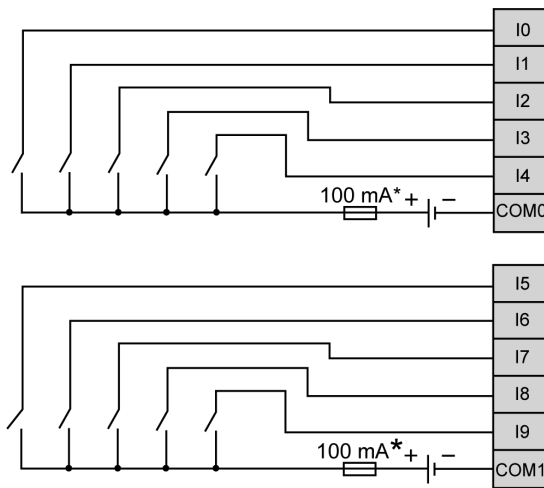 I0
I1
I2
I3
I4
100 mA* + −
COM0
I5
I6
I7
I8
I9
100 mA* + −
COM1